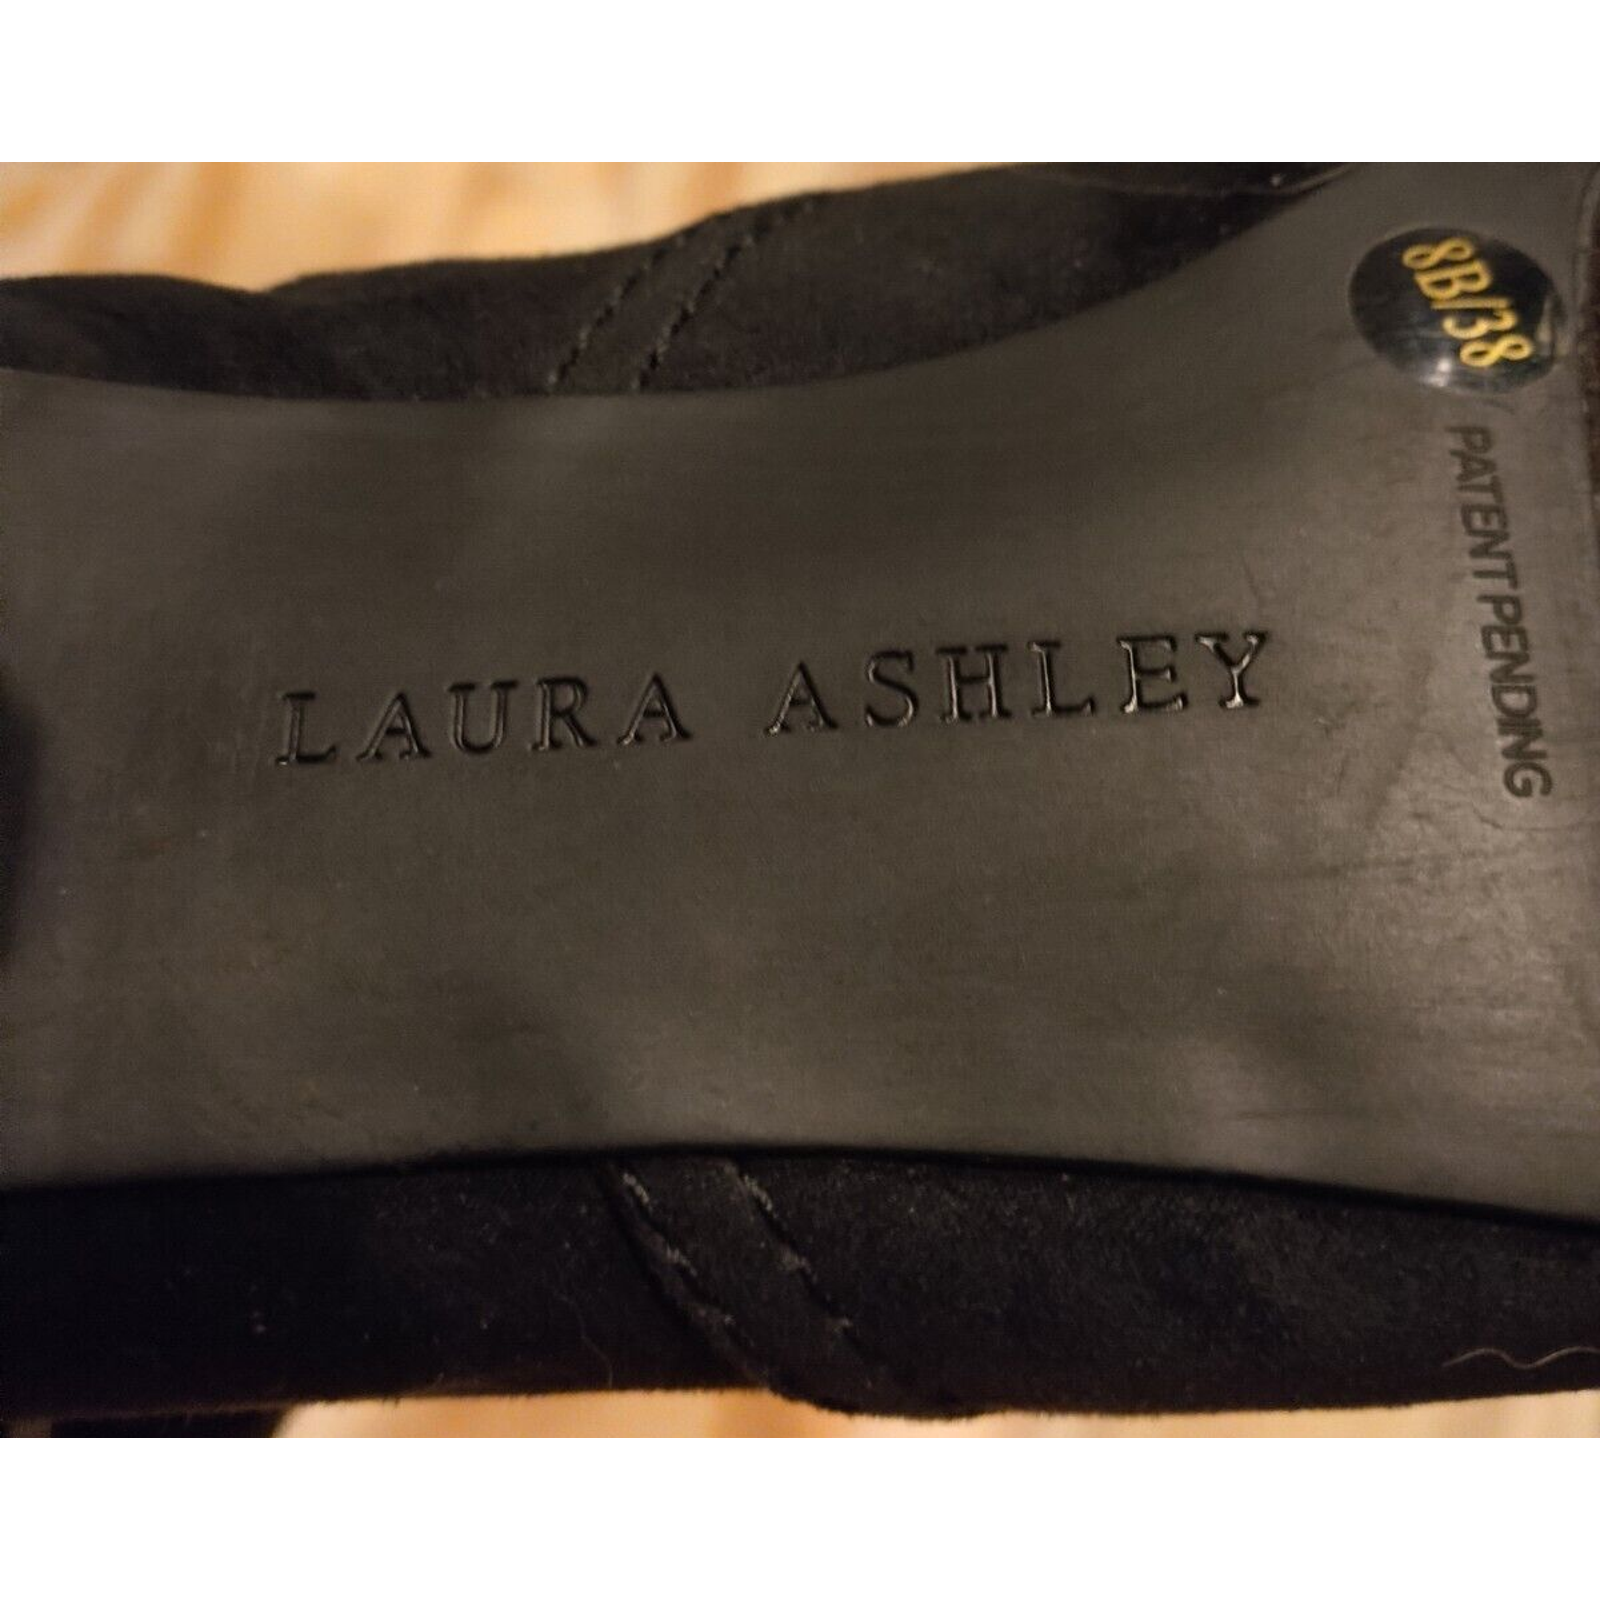 8B/38
PATENT PENDING
LAURA ASHLEY